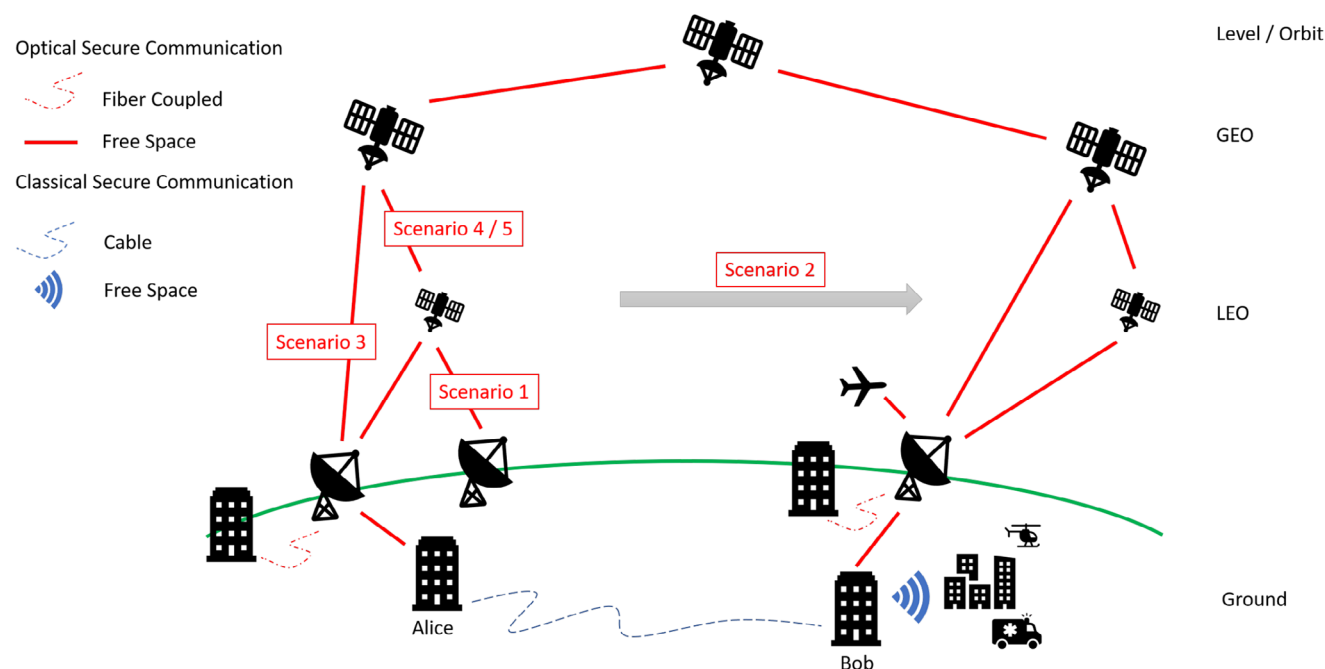 Optical Secure Communication
Fiber Coupled
Free Space
Classical Secure Communication
Cable
Free Space
Level / Orbit
GEO
LEO
Ground
Scenario 4 / 5
Scenario 2
Scenario 3
Scenario 1
Alice
Bob